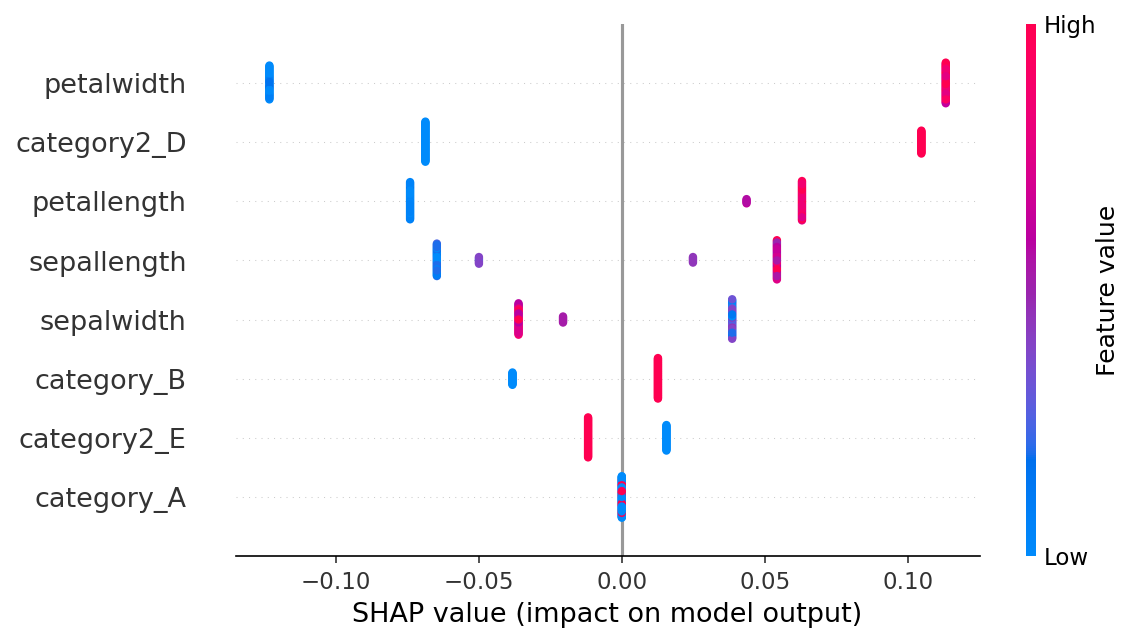 High
petalwidth
category2_D
petallength
sepallength
sepalwidth
category_B
category2_E
category_A
Feature value
Low
−0.10 −0.05 0.00 0.05 0.10
SHAP value (impact on model output)